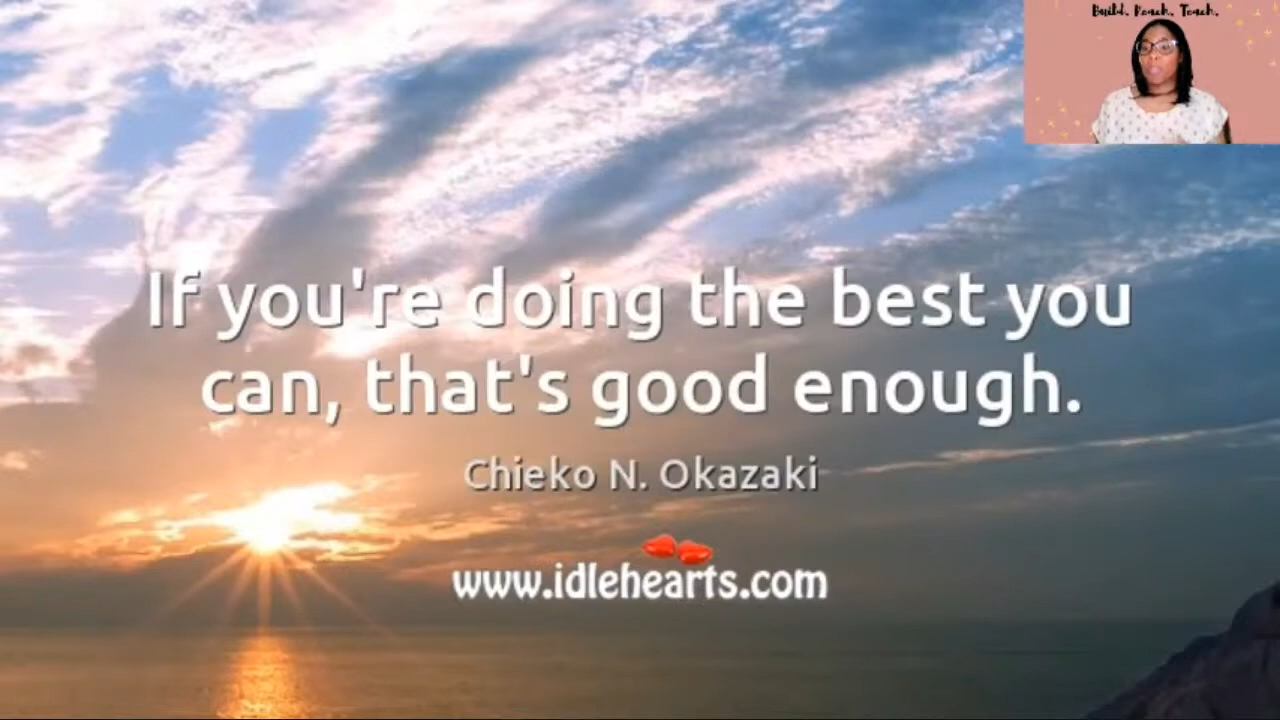 Build. Reach. Teach.
If you're doing the best you
can, that's good enough.
Chieko N. Okazaki
www.idlehearts.com